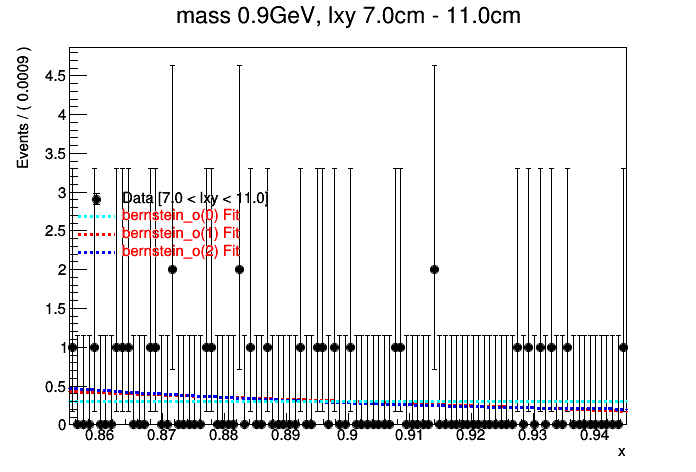 mass 0.9GeV, lxy 7.0cm - 11.0cm
Events / ( 0.0009 )
4.5
4
3.5
3
2.5
2
1.5
1
0.5
0
Data [7.0 < lxy < 11.0]
bernstein_o(0) Fit
bernstein_o(1) Fit
bernstein_o(2) Fit
0.86 0.87 0.88 0.89 0.9 0.91 0.92 0.93 0.94
x